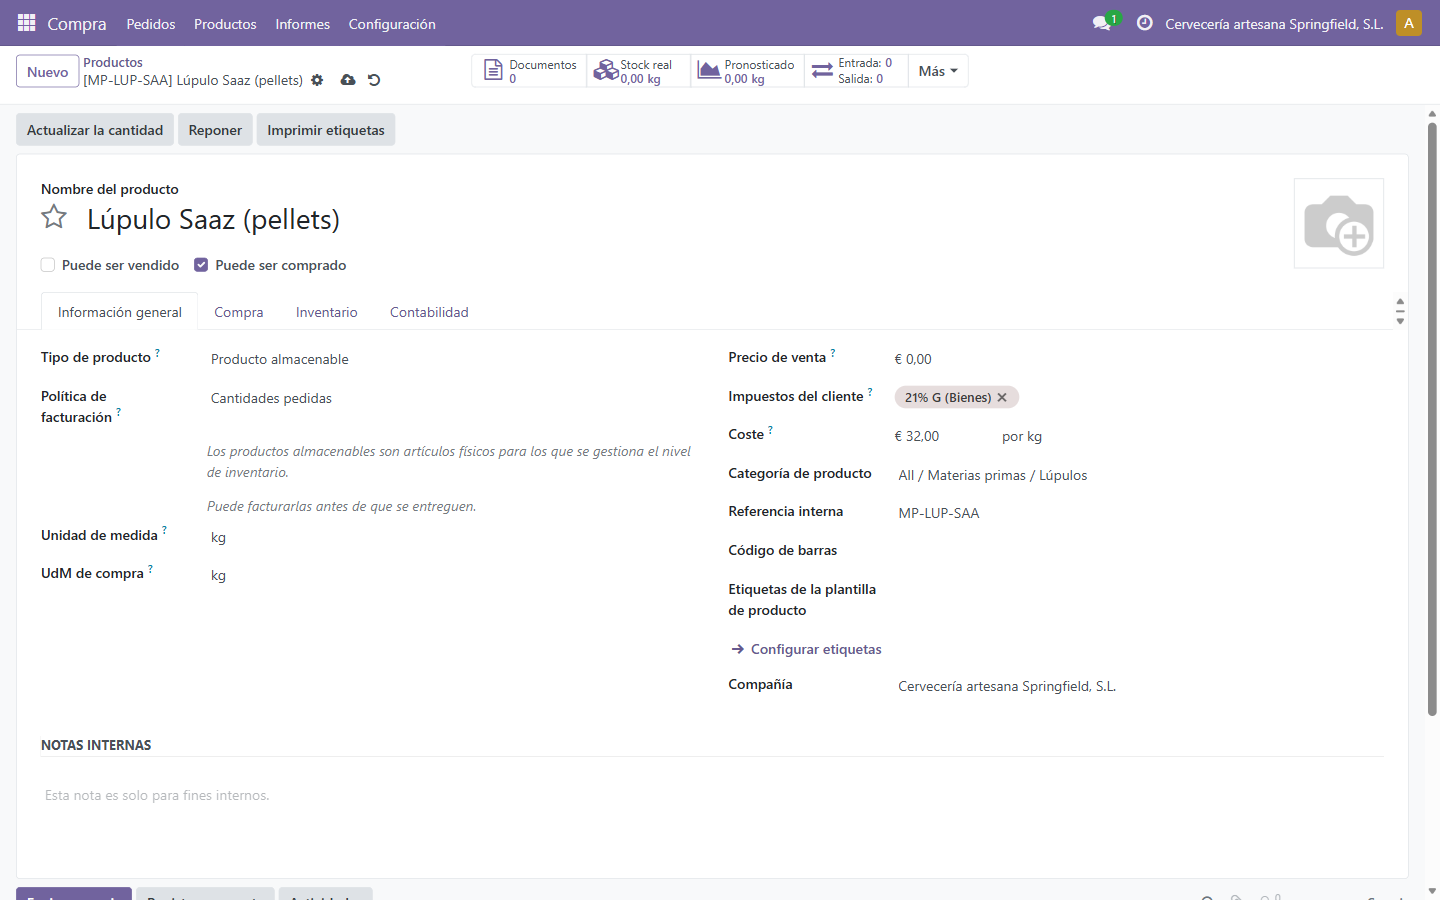 Compra Pedidos Productos Informes Configuración 1 Cervecería artesana Springfield, S.L. A
Nuevo
Productos
[MP-LUP-SAA] Lúpulo Saaz (pellets)
Documentos
0
Stock real
0,00 kg
Pronosticado
0,00 kg
Entrada: 0
Salida: 0
Más
Actualizar la cantidad Reponer Imprimir etiquetas
Nombre del producto
Lúpulo Saaz (pellets)
Puede ser vendido Puede ser comprado
Información general Compra Inventario Contabilidad
Tipo de producto ? Producto almacenable
Política de facturación ? Cantidades pedidas
Los productos almacenables son artículos físicos para los que se gestiona el nivel
de inventario.
Puede facturarlas antes de que se entreguen.
Unidad de medida ? kg
UdM de compra ? kg
Precio de venta ? € 0,00
Impuestos del cliente ? 21% G (Bienes)
Coste ? € 32,00 por kg
Categoría de producto All / Materias primas / Lúpulos
Referencia interna MP-LUP-SAA
Código de barras
Etiquetas de la plantilla
de producto
Configurar etiquetas
Compañía Cervecería artesana Springfield, S.L.
NOTAS INTERNAS
Esta nota es solo para fines internos.